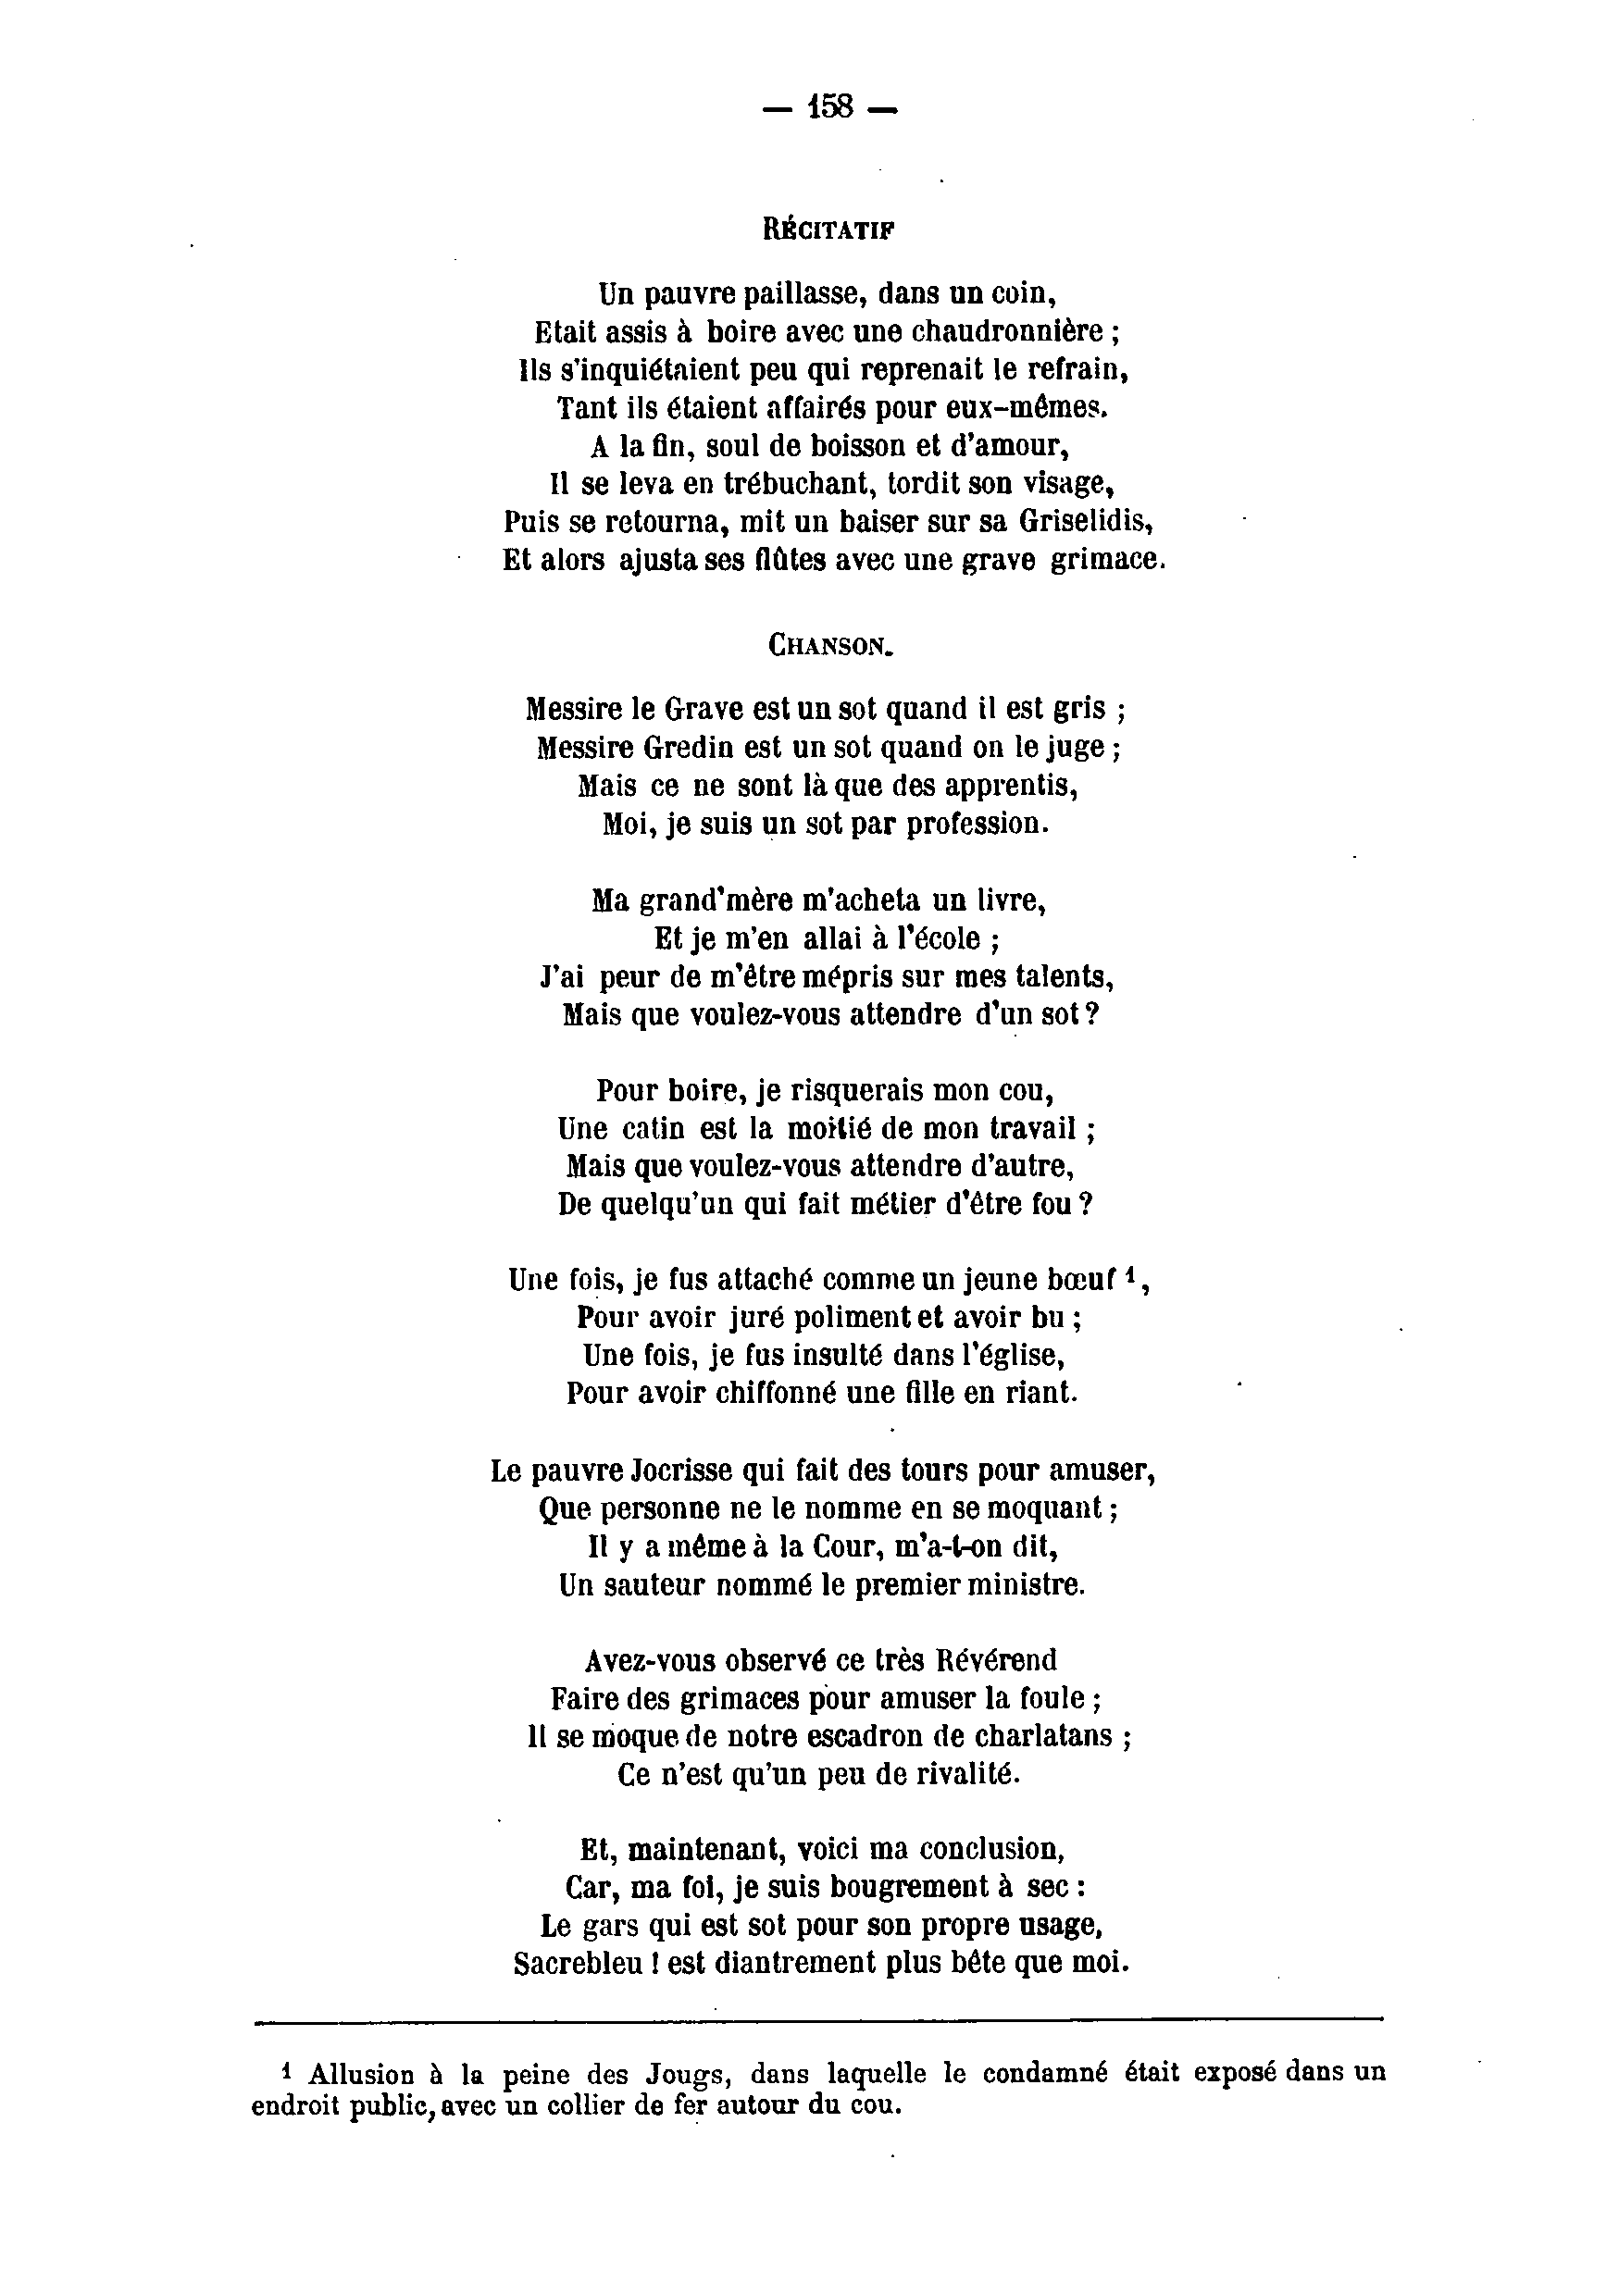 — 158 —
RÉCITATIF
Un pauvre paillasse, dans un coin,
Etait assis à boire avec une chaudronnière ;
Ils s'inquiétaient peu qui reprenait le refrain,
Tant ils étaient affairés pour eux-mêmes.
A la fin, soul de boisson et d'amour,
Il se leva en trébuchant, tordit son visage,
Puis se retourna, mit un baiser sur sa Griselidis,
Et alors ajusta ses flûtes avec une grave grimace.
CHANSON.
Messire le Grave est un sot quand il est gris ;
Messire Gredin est un sot quand on le juge ;
Mais ce ne sont là que des apprentis,
Moi, je suis un sot par profession.
Ma grand'mère m'acheta un livre,
Et je m'en allai à l'école ;
J'ai peur de m'être mépris sur mes talents,
Mais que voulez-vous attendre d'un sot ?
Pour boire, je risquerais mon cou,
Une catin est la moitié de mon travail ;
Mais que voulez-vous attendre d'autre,
De quelqu'un qui fait métier d'être fou ?
Une fois, je fus attaché comme un jeune bœuf 1,
Pour avoir juré poliment et avoir bu ;
Une fois, je fus insulté dans l'église,
Pour avoir chiffonné une fille en riant.
Le pauvre Jocrisse qui fait des tours pour amuser,
Que personne ne le nomme en se moquant ;
Il y a même à la Cour, m'a-t-on dit,
Un sauteur nommé le premier ministre.
Avez-vous observé ce très Révérend
Faire des grimaces pour amuser la foule ;
Il se moque de notre escadron de charlatans ;
Ce n'est qu'un peu de rivalité.
Et, maintenant, voici ma conclusion,
Car, ma foi, je suis bougrement à sec :
Le gars qui est sot pour son propre usage,
Sacrebleu ! est diantrement plus bête que moi.
1 Allusion à la peine des Jougs, dans laquelle le condamné était exposé dans un
endroit public, avec un collier de fer autour du cou.